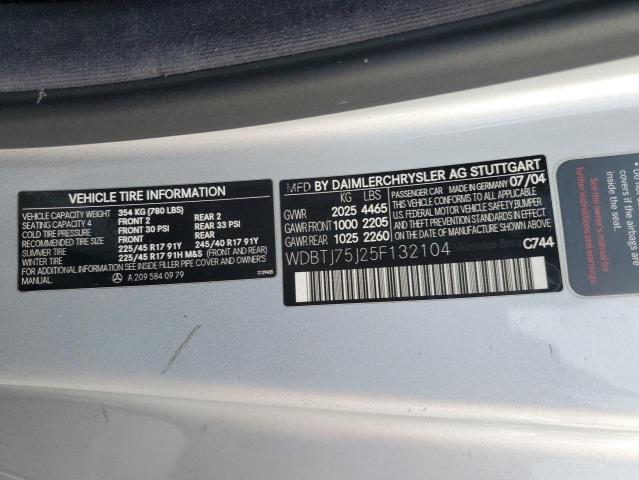 VEHICLE TIRE INFORMATION
VEHICLE CAPACITY WEIGHT 354 KG (780 LBS)
SEATING CAPACITY 4 FRONT 2 REAR 2
COLD TIRE PRESSURE FRONT 30 PSI REAR 33 PSI
RECOMMENDED TIRE SIZE FRONT REAR
SUMMER TIRE 225/45 R17 91Y 245/40 R17 91Y
WINTER TIRE 225/45 R17 91H M&S (FRONT AND REAR)
FOR ADDITIONAL INFORMATION SEE INSIDE FILLER PIPE COVER AND OWNER'S
MANUAL.
A 209 584 09 79
MFD BY DAIMLERCHRYSLER AG STUTTGART
KG LBS PASSENGER CAR MADE IN GERMANY 07/04
GVWR 2025 4465 THIS VEHICLE CONFORMS TO ALL APPLICABLE
GAWR FRONT 1000 2205 U.S. FEDERAL MOTOR VEHICLE SAFETY, BUMPER
GAWR REAR 1025 2260 AND THEFT PREVENTION STANDARDS IN EFFECT
ON THE DATE OF MANUFACTURE SHOWN ABOVE.
WDBTJ75J25F132104 Mercedes-Benz C744
covers if
inside the
the airbags are
seat.